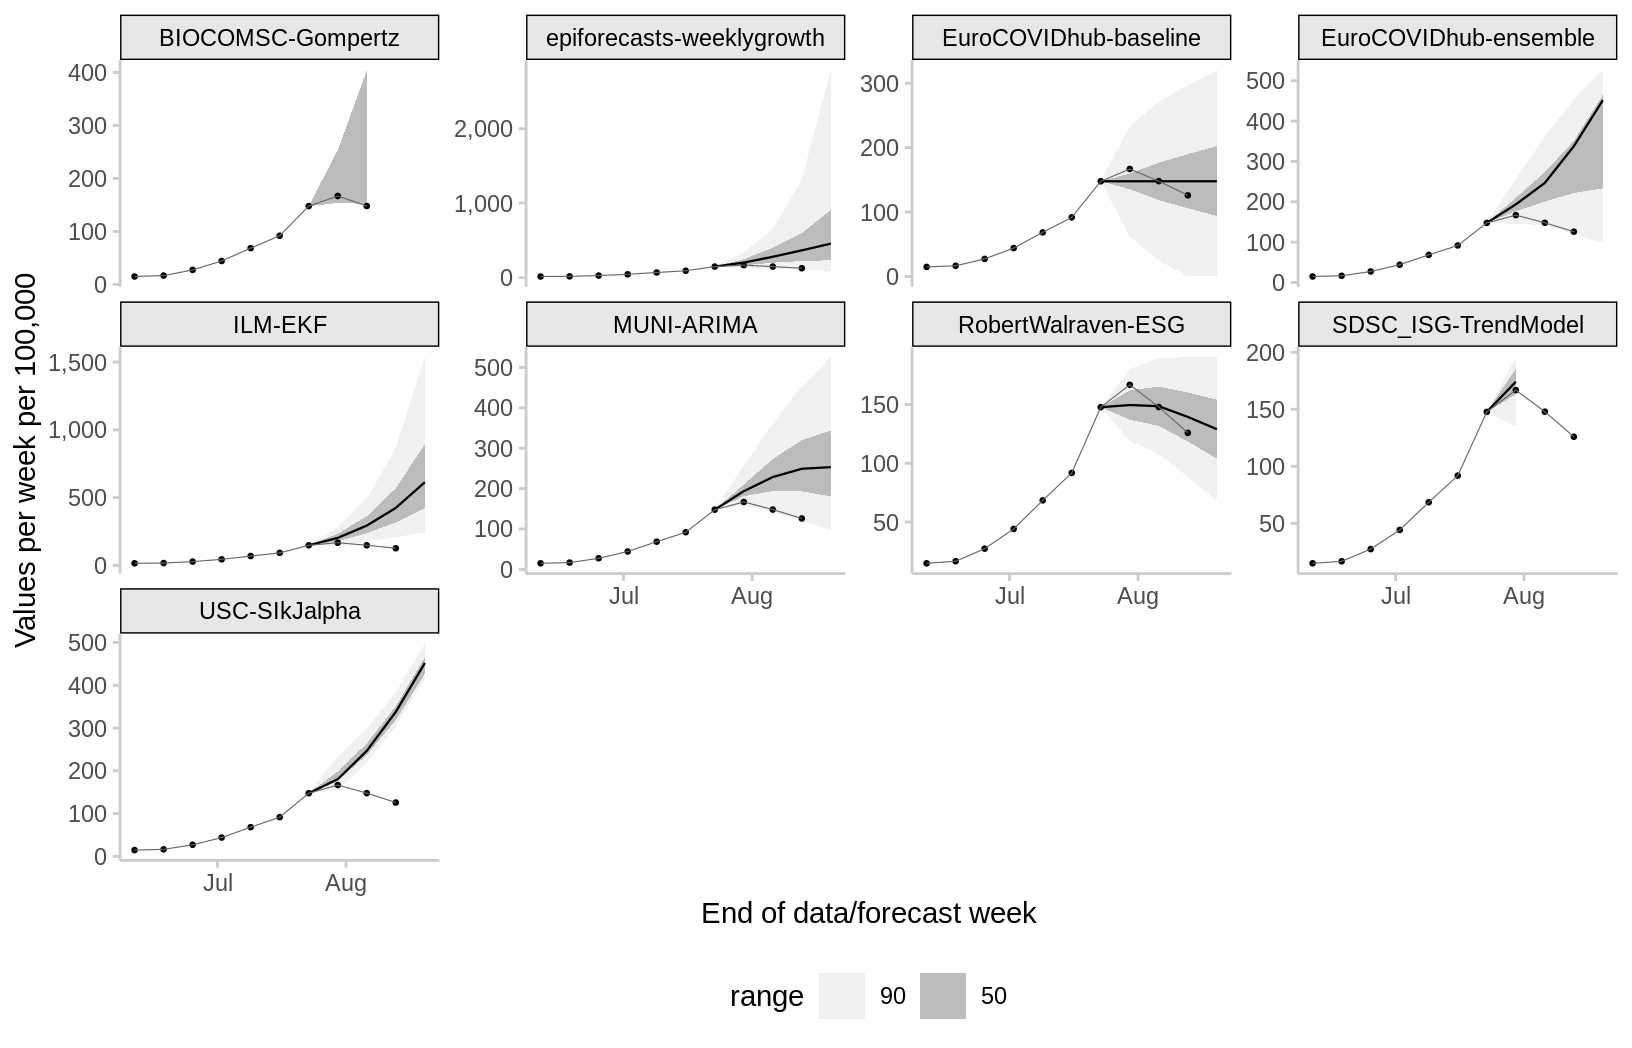 BIOCOMSC-Gompertz
epiforecasts-weeklygrowth
EuroCOVIDhub-baseline
EuroCOVIDhub-ensemble
400
300
200
100
0
2,000
1,000
0
300
200
100
0
500
400
300
200
100
0
ILM-EKF
MUNI-ARIMA
RobertWalraven-ESG
SDSC_ISG-TrendModel
1,500
1,000
500
0
500
400
300
200
100
0
150
100
50
200
150
100
50
Jul
Aug
Jul
Aug
Jul
Aug
USC-SIkJalpha
500
400
300
200
100
0
Jul
Aug
Values per week per 100,000
End of data/forecast week
range
90
50